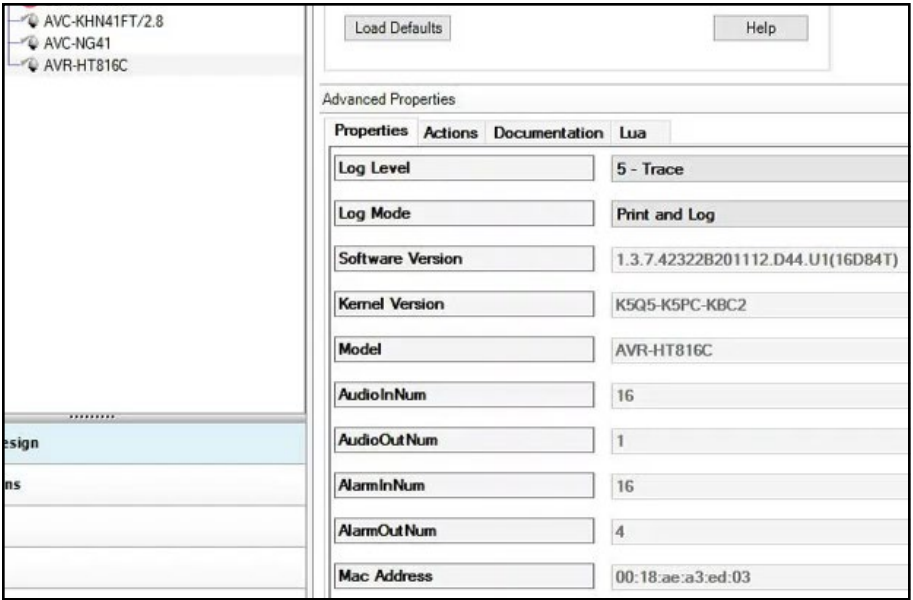 AVC-KHN41FT/2.8
AVC-NG41
AVR-HT816C
Load Defaults
Help
Advanced Properties
Properties Actions Documentation Lua
Log Level 5 - Trace
Log Mode Print and Log
Software Version 1.3.7.42322B201112.D44.U1(16D84T)
Kernel Version K5Q5-K5PC-KBC2
Model AVR-HT816C
AudioInNum 16
AudioOutNum 1
AlarmInNum 16
AlarmOutNum 4
Mac Address 00:18:ae:a3:ed:03
esign
ns